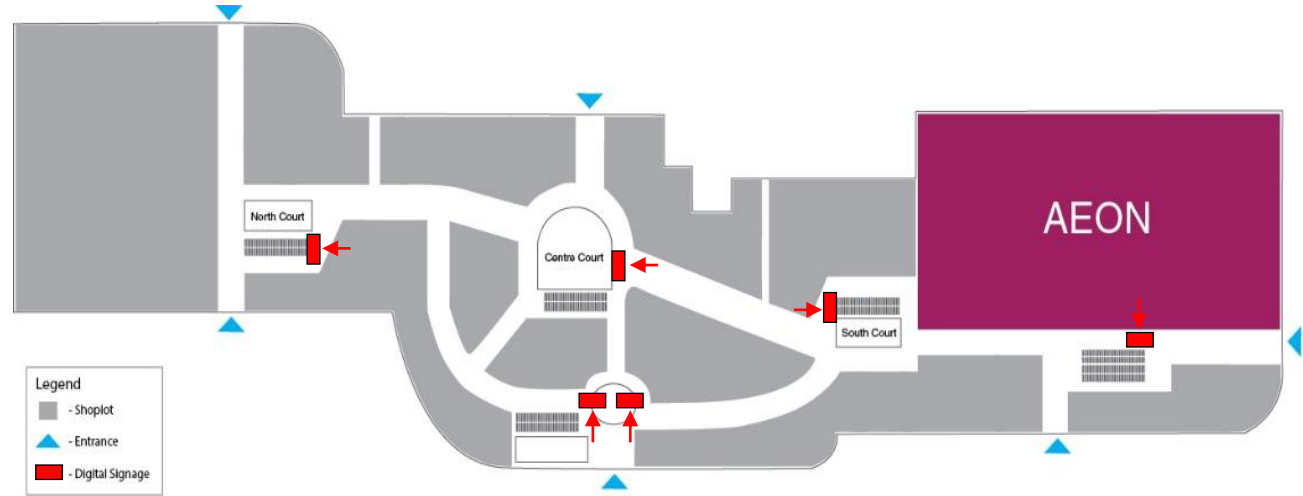 AEON
North Court
Centre Court
South Court
Legend
- Shoplot
- Entrance
- Digital Signage